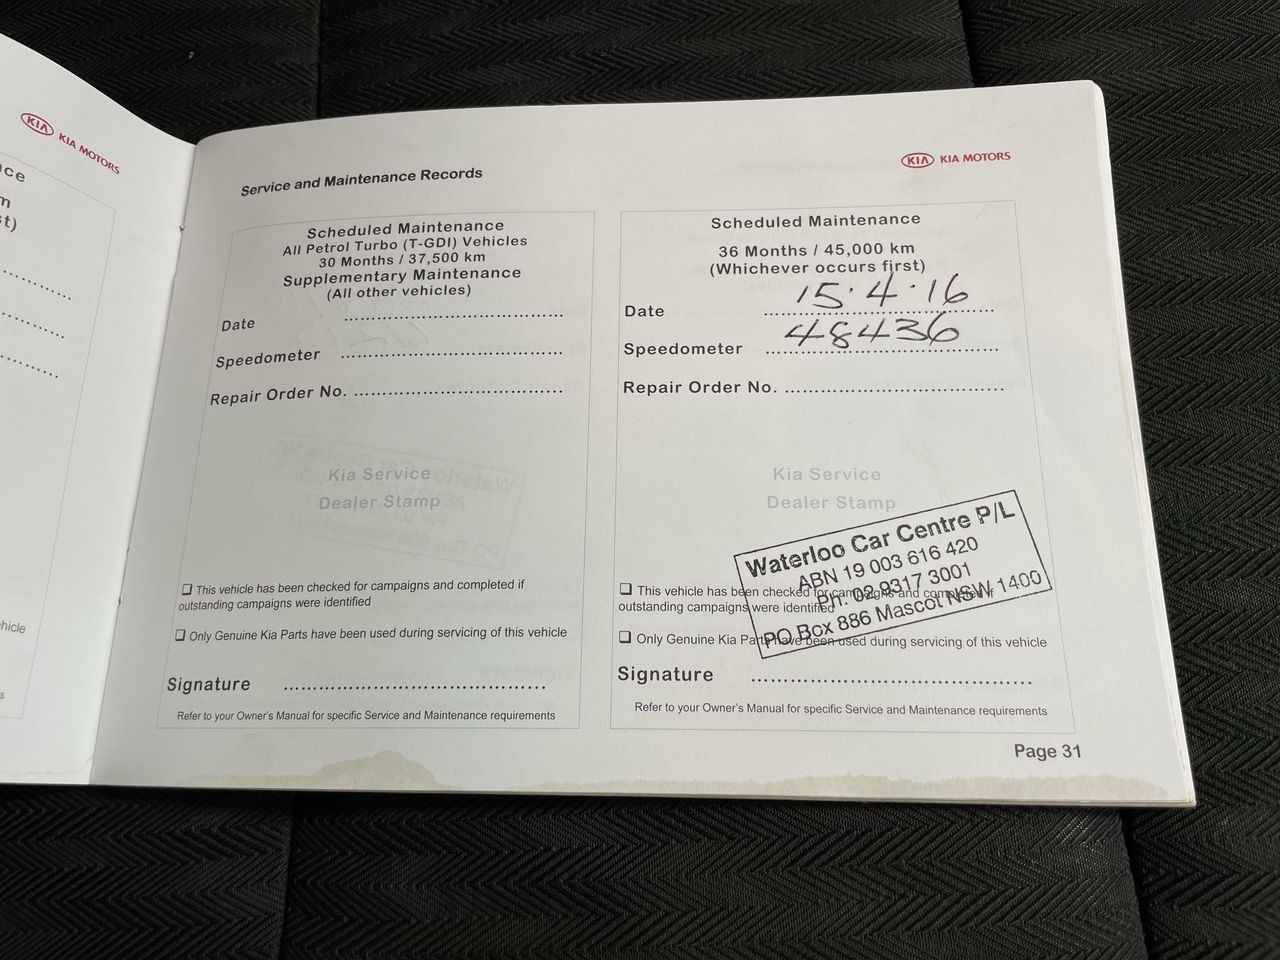 KIA KIA MOTORS
Service and Maintenance Records
KIA KIA MOTORS
Scheduled Maintenance
All Petrol Turbo (T-GDI) Vehicles
30 Months / 37,500 km
Supplementary Maintenance
(All other vehicles)
Date ........................................
Speedometer ........................................
Repair Order No. ........................................
Kia Service
Dealer Stamp
❏ This vehicle has been checked for campaigns and completed if
outstanding campaigns were identified
❏ Only Genuine Kia Parts have been used during servicing of this vehicle
Signature ........................................
Refer to your Owner's Manual for specific Service and Maintenance requirements
Scheduled Maintenance
36 Months / 45,000 km
(Whichever occurs first)
Date 15.4.16
Speedometer 48436
Repair Order No. ........................................
Kia Service
Dealer Stamp
Waterloo Car Centre P/L
ABN 19 003 616 420
Ph: 02 9317 3001
PO Box 886 Mascot NSW 1400
❏ This vehicle has been checked for campaigns and completed if
outstanding campaigns were identified
❏ Only Genuine Kia Parts have been used during servicing of this vehicle
Signature ........................................
Refer to your Owner's Manual for specific Service and Maintenance requirements
Page 31